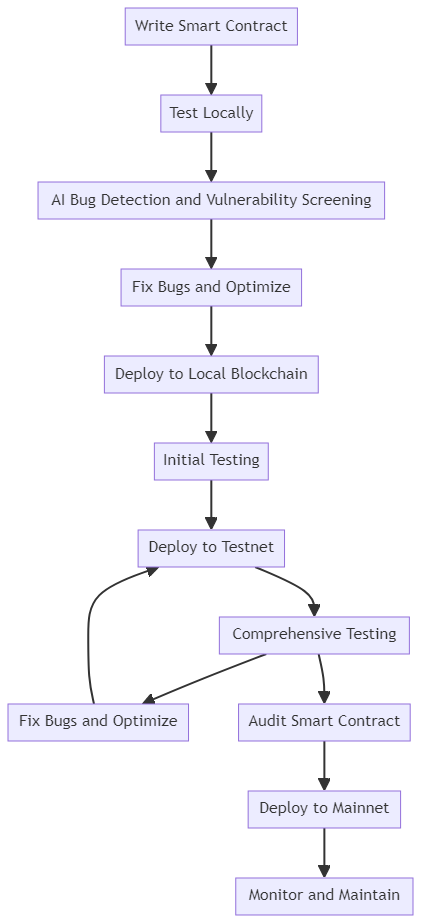 Write Smart Contract
Test Locally
AI Bug Detection and Vulnerability Screening
Fix Bugs and Optimize
Deploy to Local Blockchain
Initial Testing
Deploy to Testnet
Comprehensive Testing
Fix Bugs and Optimize
Audit Smart Contract
Deploy to Mainnet
Monitor and Maintain